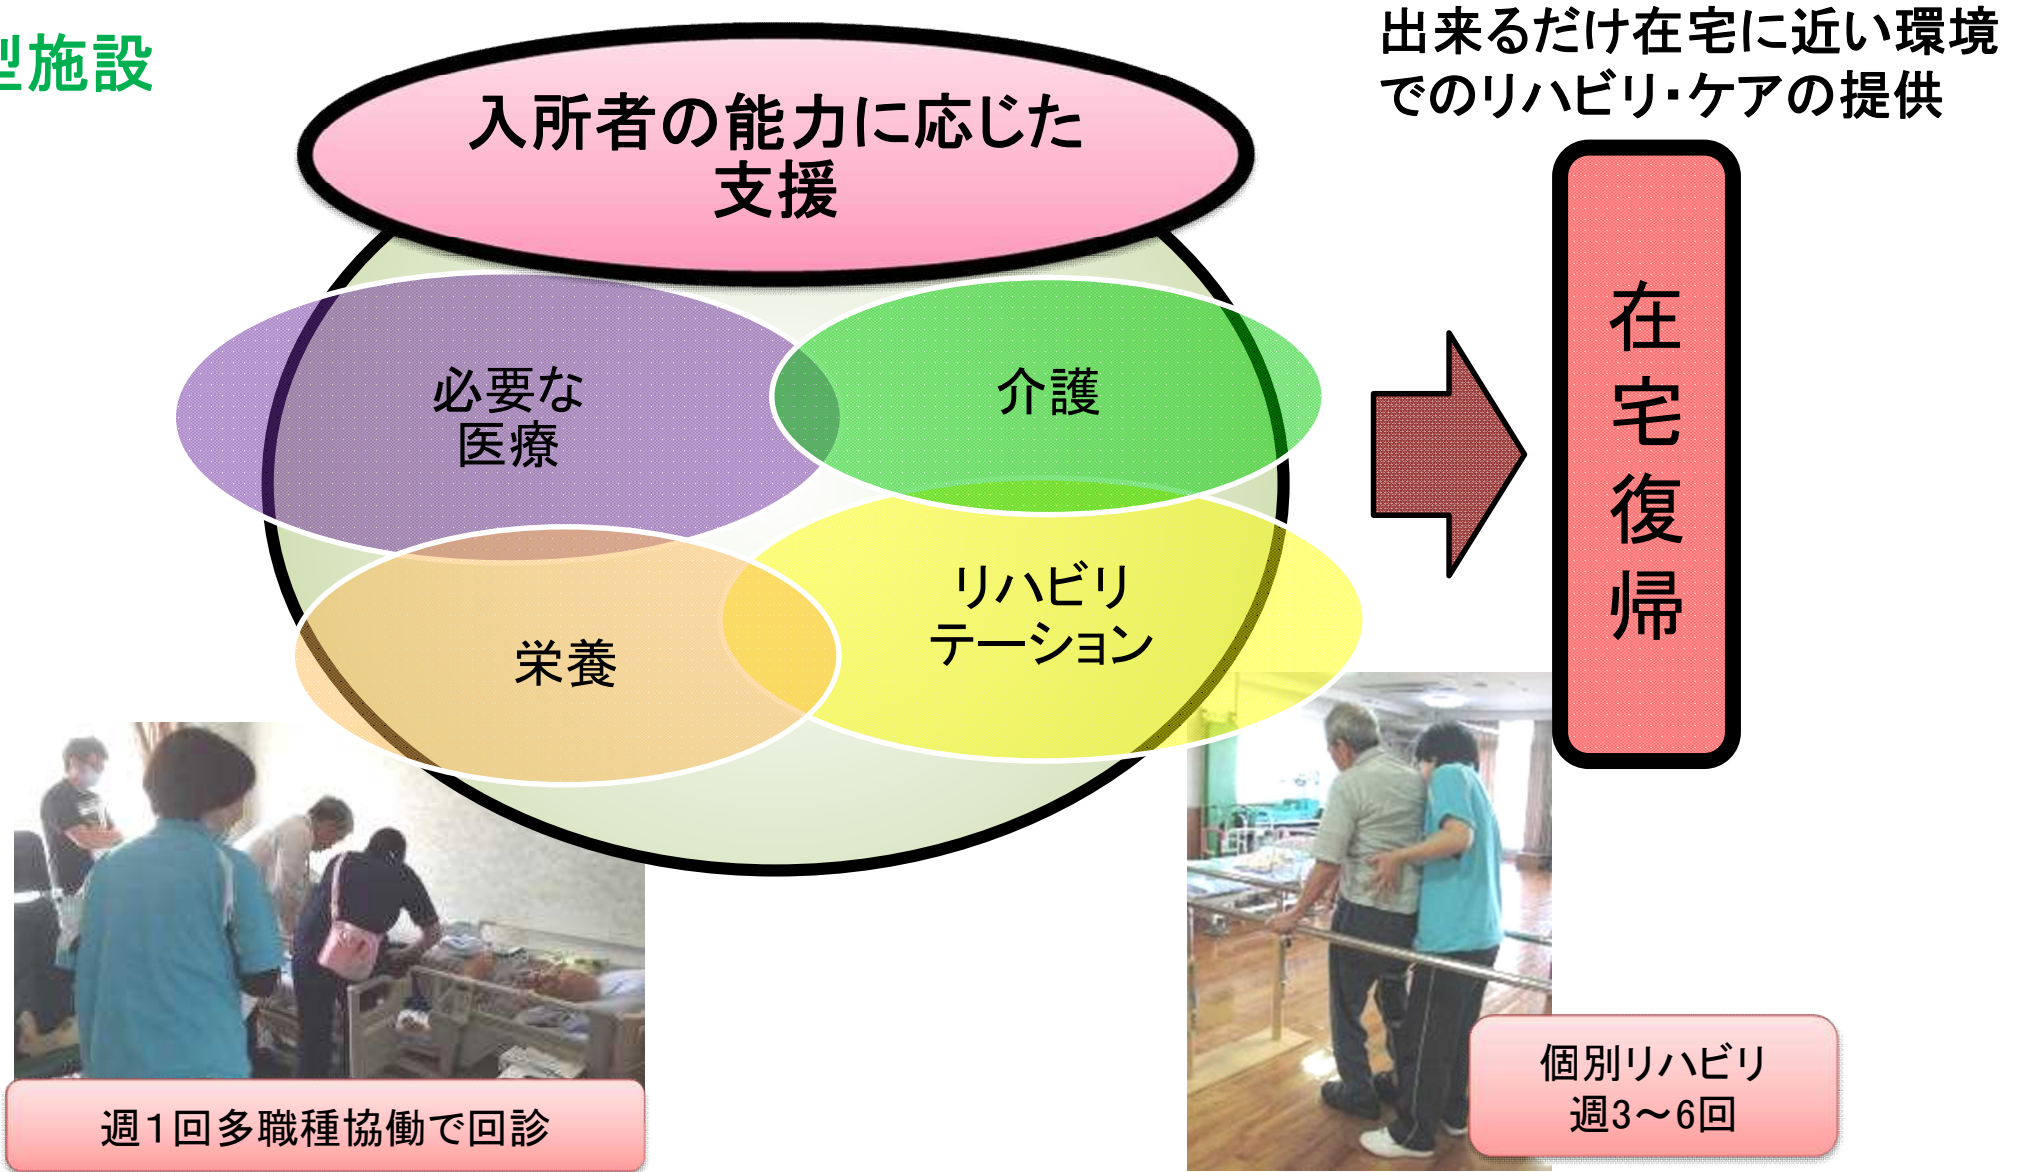 型施設
出来るだけ在宅に近い環境
でのリハビリ・ケアの提供
入所者の能力に応じた
支援
必要な
医療
介護
リハビリ
テーション
栄養
在宅復帰
週1回多職種協働で回診
個別リハビリ
週3～6回